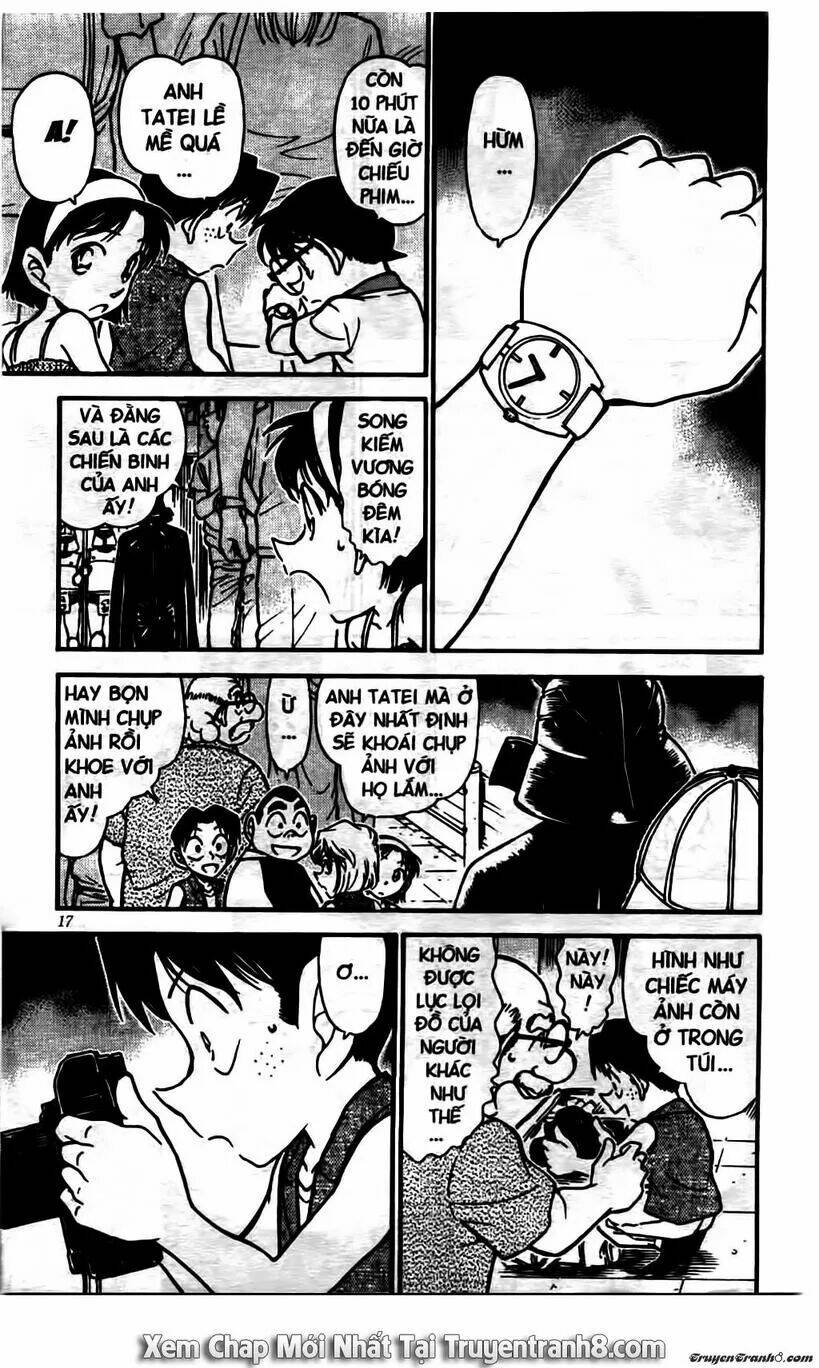 HỪM
...
CÒN
10 PHÚT
NỮA LÀ
ĐẾN GIỜ
CHIẾU
PHIM...
ANH
TATEI LỀ
MỀ QUÁ
...
A!
SONG
KIẾM
VƯƠNG
BÓNG
ĐÊM
KÌA!
VÀ ĐẰNG
SAU LÀ CÁC
CHIẾN BINH
CỦA ANH
ẤY!
ANH TATEI MÀ Ở
ĐÂY NHẤT ĐỊNH
SẼ KHOÁI CHỤP
ẢNH VỚI
HỌ LẮM...
Ừ
...
HAY BỌN
MÌNH CHỤP
ẢNH RỒI
KHOE VỚI
ANH
ẤY!
17
HÌNH NHƯ
CHIẾC MÁY
ẢNH CÒN
Ở TRONG
TÚI...
NÀY!
NÀY
!
KHÔNG
ĐƯỢC
LỤC LỌI
ĐỒ CỦA
NGƯỜI
KHÁC
NHƯ
THẾ
...
Ơ...
Xem Chap Mới Nhất Tại Truyentranh8.com
TruyenTranh8.com